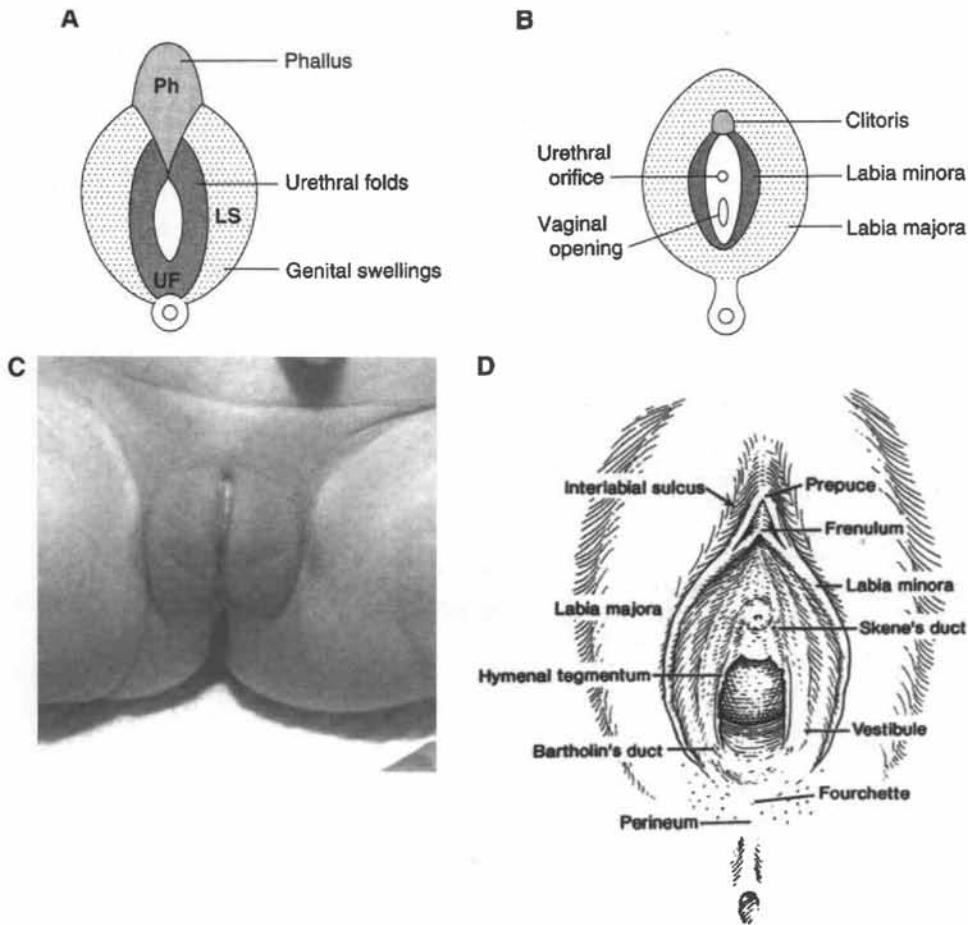 A
Phallus
Ph
Urethral folds
LS
Genital swellings
UF
B
Clitoris
Urethral
orifice
Labia minora
Vaginal
opening
Labia majora
C
D
Interlabial sulcus
Prepuce
Frenulum
Labia minora
Labia majora
Skene's duct
Hymenal tegmentum
Vestibule
Bartholin's duct
Fourchette
Perineum